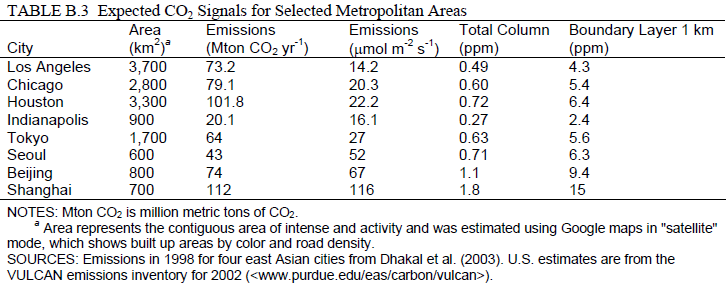 TABLE B.3 Expected CO₂ Signals for Selected Metropolitan Areas
Area Emissions Emissions Total Column Boundary Layer 1 km
City (km²)ᵃ (Mton CO₂ yr⁻¹) (µmol m⁻² s⁻¹) (ppm) (ppm)
Los Angeles 3,700 73.2 14.2 0.49 4.3
Chicago 2,800 79.1 20.3 0.60 5.4
Houston 3,300 101.8 22.2 0.72 6.4
Indianapolis 900 20.1 16.1 0.27 2.4
Tokyo 1,700 64 27 0.63 5.6
Seoul 600 43 52 0.71 6.3
Beijing 800 74 67 1.1 9.4
Shanghai 700 112 116 1.8 15
NOTES: Mton CO₂ is million metric tons of CO₂.
ᵃ Area represents the contiguous area of intense and activity and was estimated using Google maps in "satellite"
mode, which shows built up areas by color and road density.
SOURCES: Emissions in 1998 for four east Asian cities from Dhakal et al. (2003). U.S. estimates are from the
VULCAN emissions inventory for 2002 (<www.purdue.edu/eas/carbon/vulcan>).